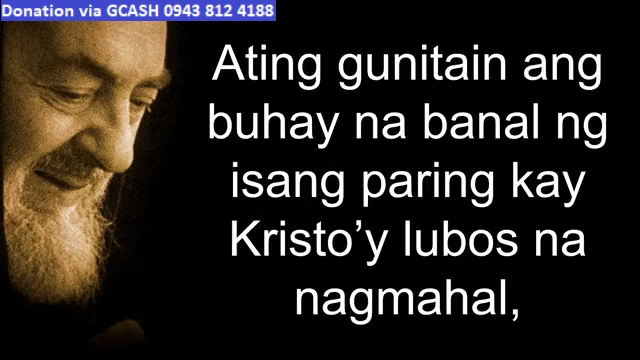 Donation via GCASH 0943 812 4188
Ating gunitain ang
buhay na banal ng
isang paring kay
Kristo’y lubos na
nagmahal,